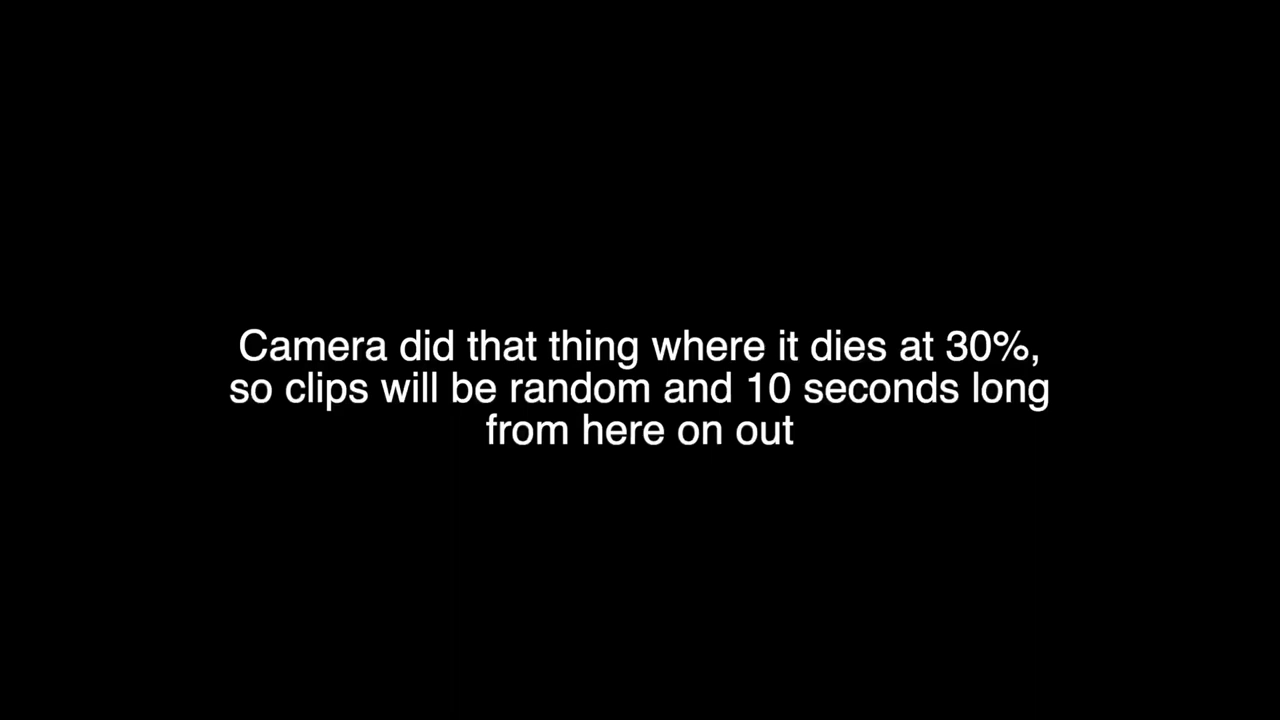 Camera did that thing where it dies at 30%,
so clips will be random and 10 seconds long
from here on out